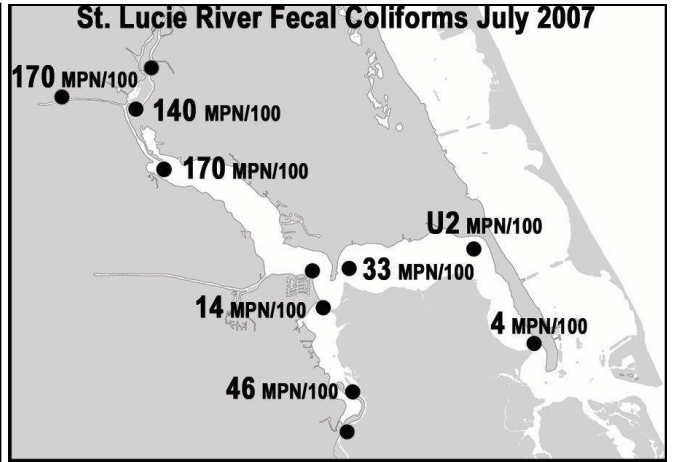 St. Lucie River Fecal Coliforms July 2007
170 MPN/100
140 MPN/100
170 MPN/100
U2 MPN/100
33 MPN/100
14 MPN/100
4 MPN/100
46 MPN/100